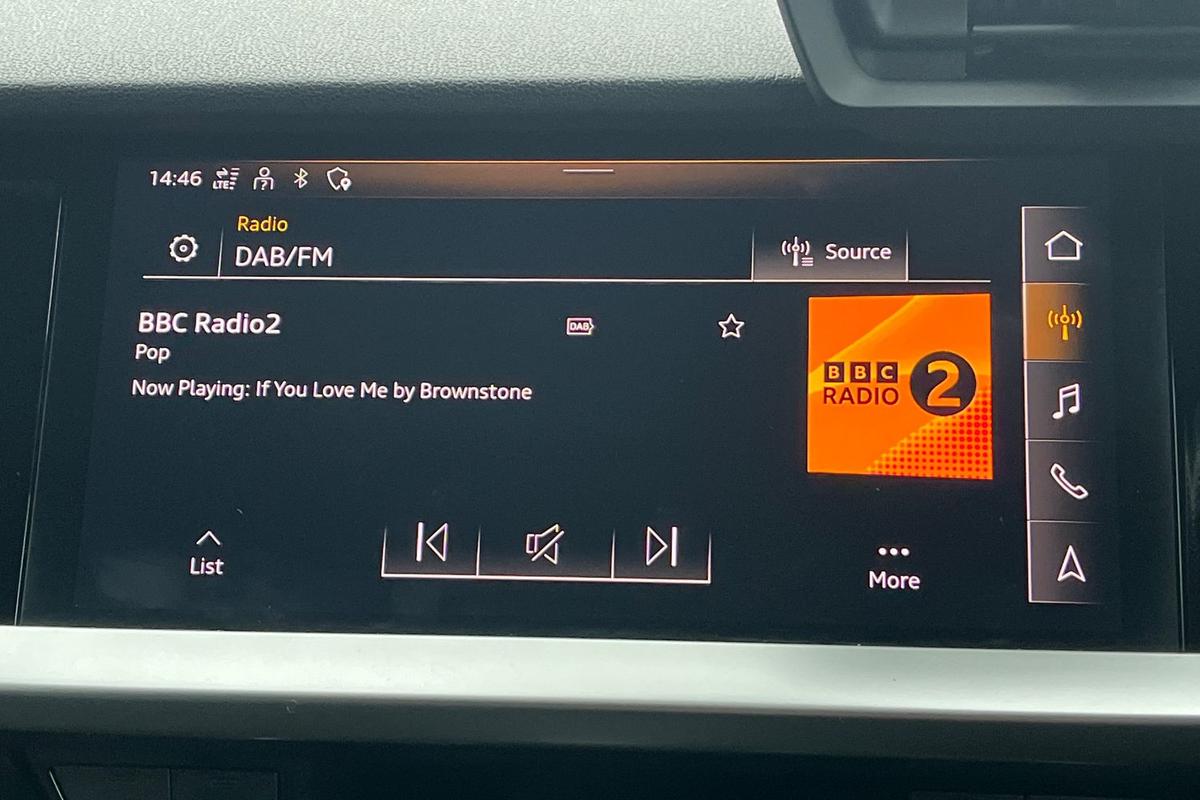 14:46 LTE
Radio
DAB/FM
Source
BBC Radio2
DAB
Pop
Now Playing: If You Love Me by Brownstone
BBC
RADIO 2
List
More